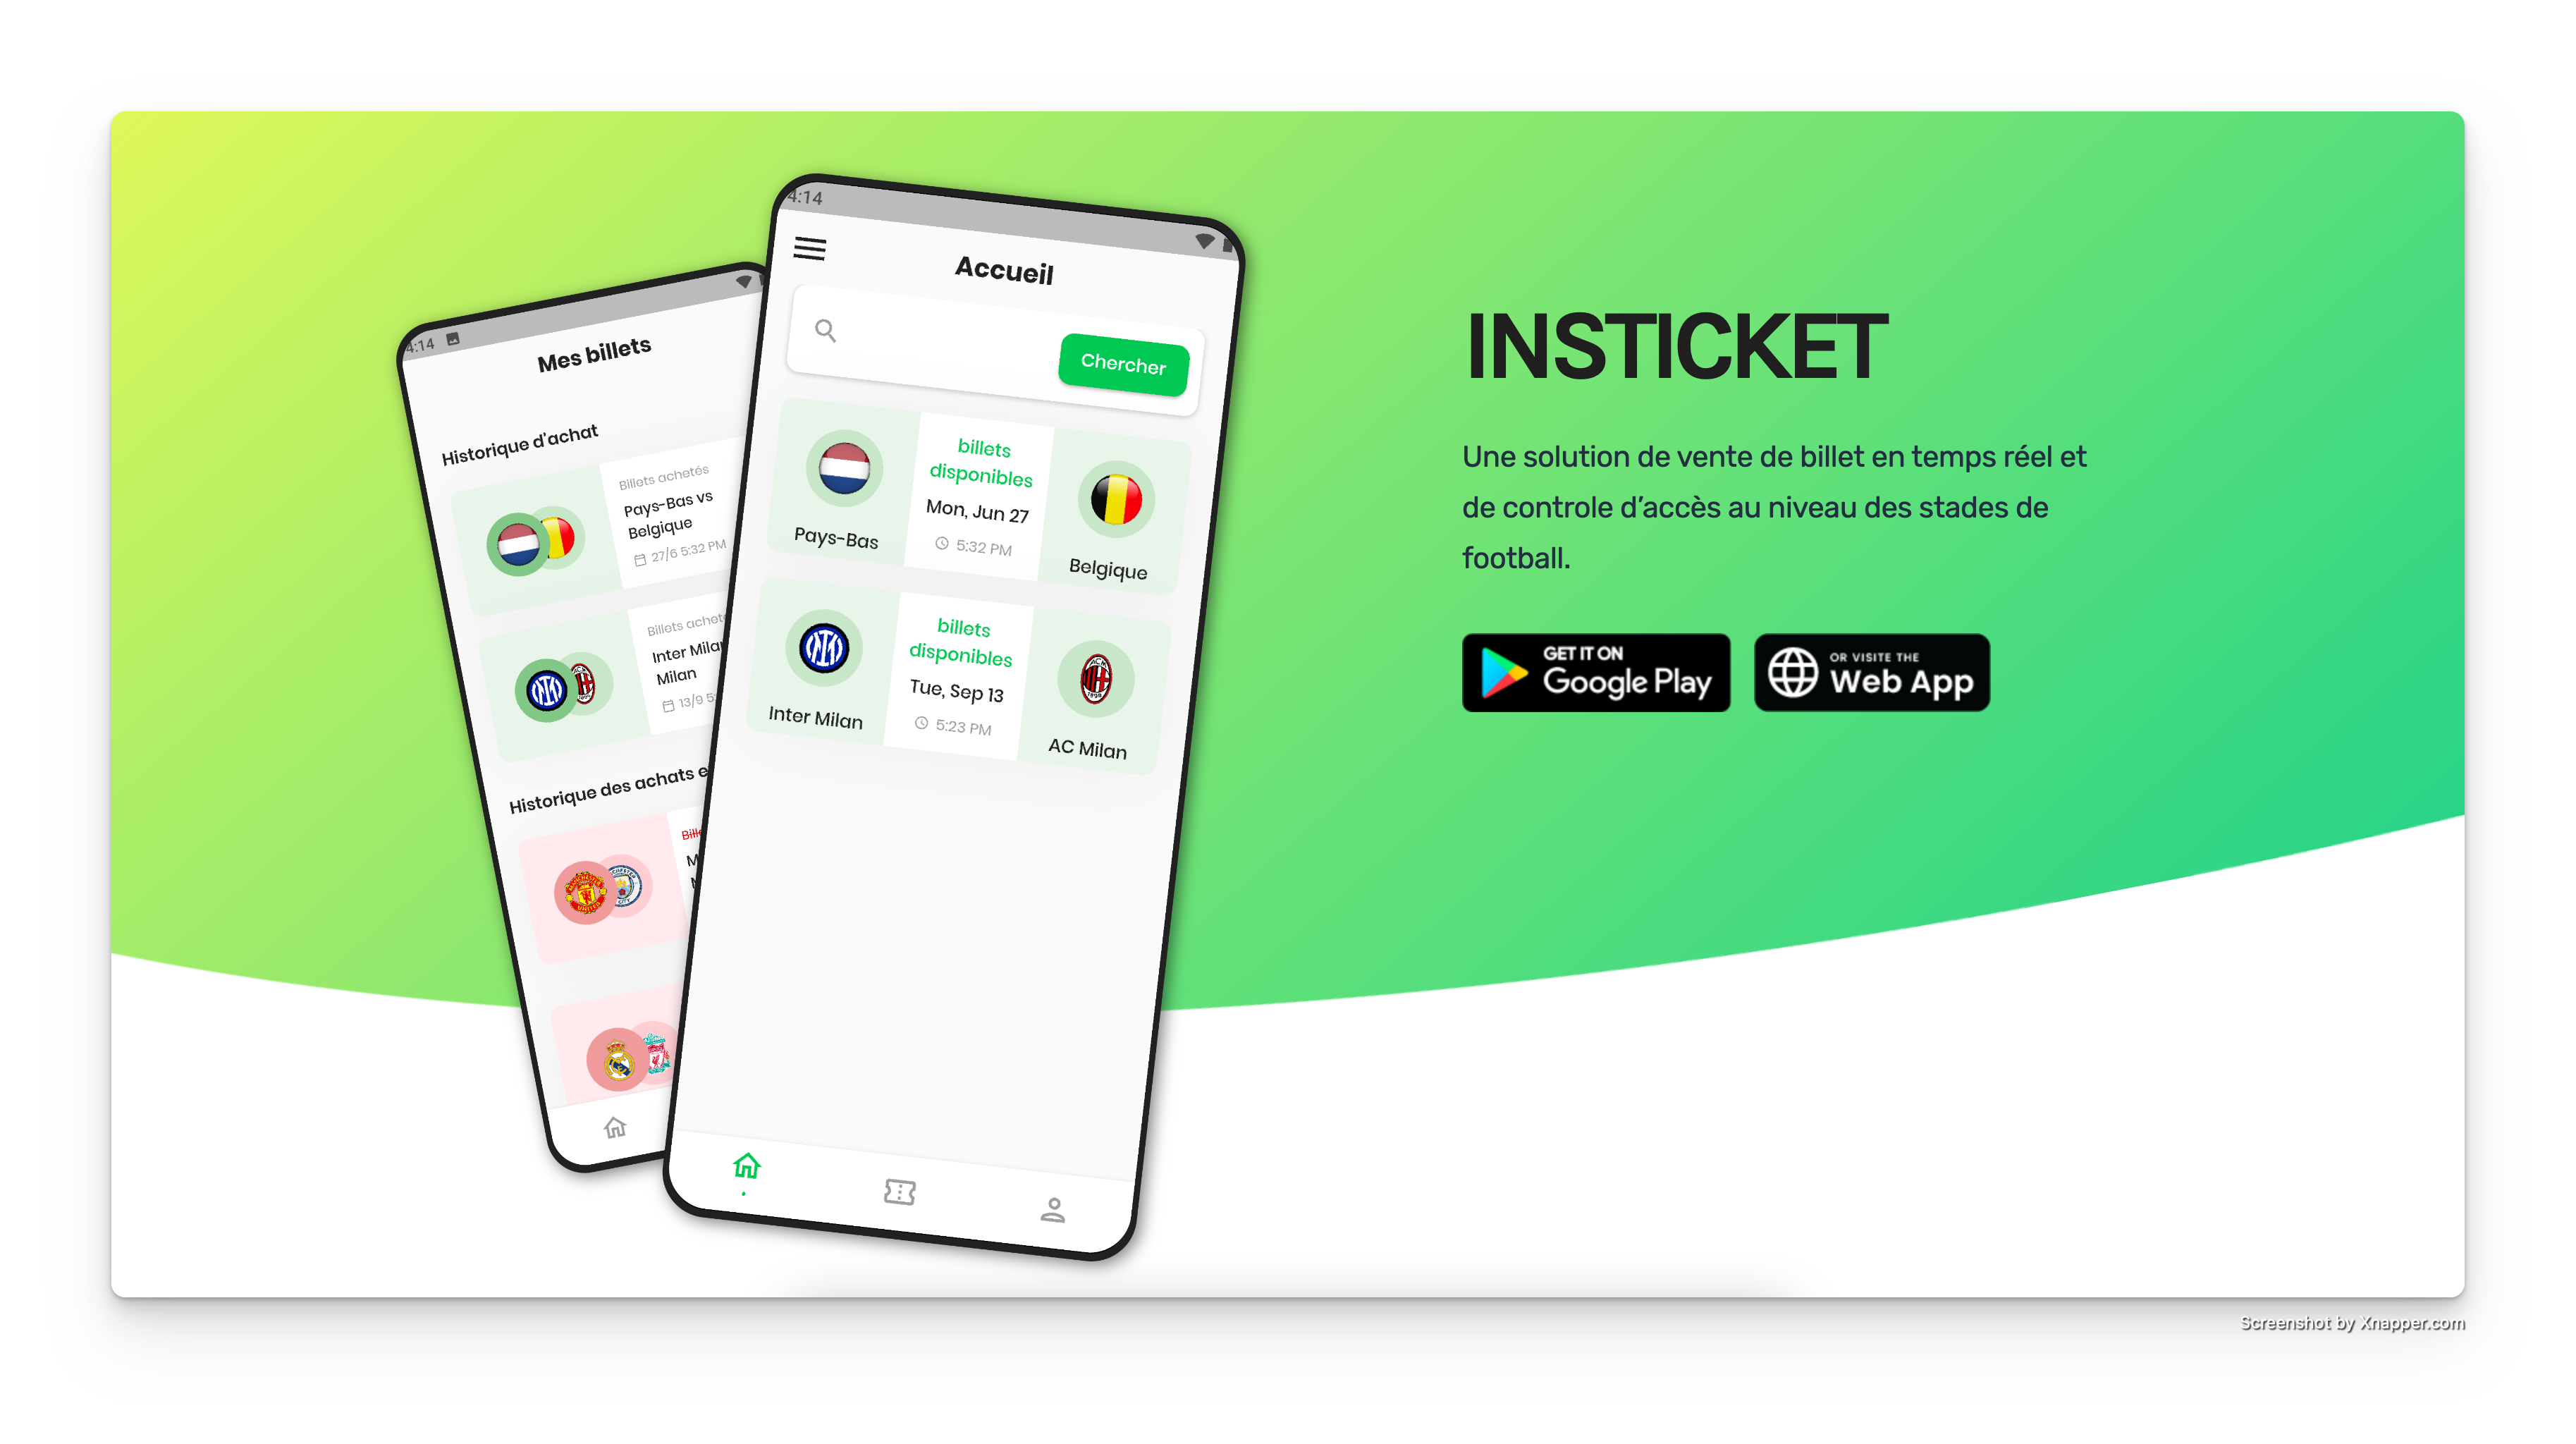 4:14
Mes billets
Historique d'achat
Billets achetés
Pays-Bas vs
Belgique
27/6 5:32 PM
Billets
Inter
Milan
13/9
Historique des achats
4:14
Accueil
Chercher
billets
disponibles
Mon, Jun 27
5:32 PM
Pays-Bas
Belgique
billets
disponibles
Tue, Sep 13
5:23 PM
Inter Milan
AC Milan
INSTICKET
Une solution de vente de billet en temps réel et
de controle d’accès au niveau des stades de
football.
GET IT ON
Google Play
OR VISITE THE
Web App
Screenshot by Xnapper.com